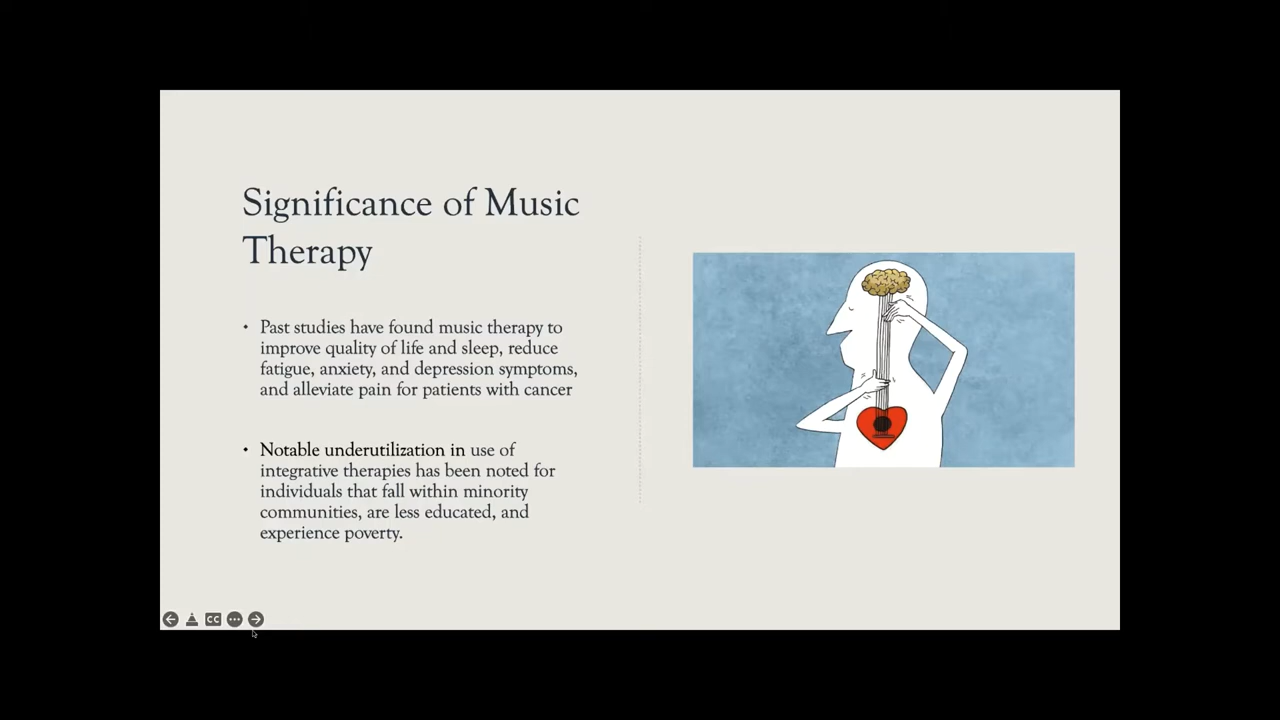 Significance of Music
Therapy
• Past studies have found music therapy to
improve quality of life and sleep, reduce
fatigue, anxiety, and depression symptoms,
and alleviate pain for patients with cancer
• Notable underutilization in use of
integrative therapies has been noted for
individuals that fall within minority
communities, are less educated, and
experience poverty.
CC